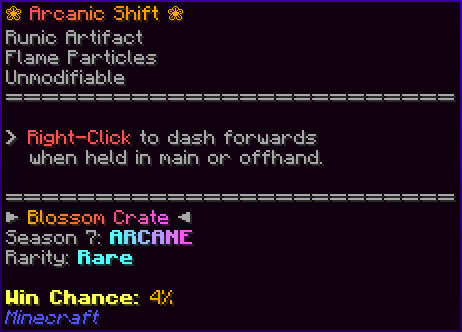 ❀ Arcanic Shift ❀
Runic Artifact
Flame Particles
Unmodifiable
============================
> Right-Click to dash forwards
when held in main or offhand.
============================
► Blossom Crate ◄
Season 7: ARCANE
Rarity: Rare
Win Chance: 4%
Minecraft